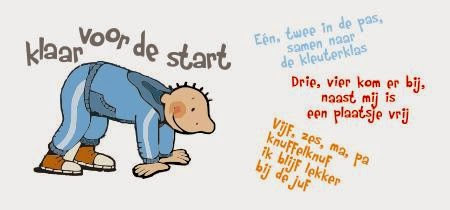 klaar voor de start
Eén, twee in de pas,
samen naar
de kleuterklas
Drie, vier kom er bij,
naast mij is
een plaatsje vrij
Vijf, zes, ma, pa
knuffelknuf
ik blijf lekker
bij de juf